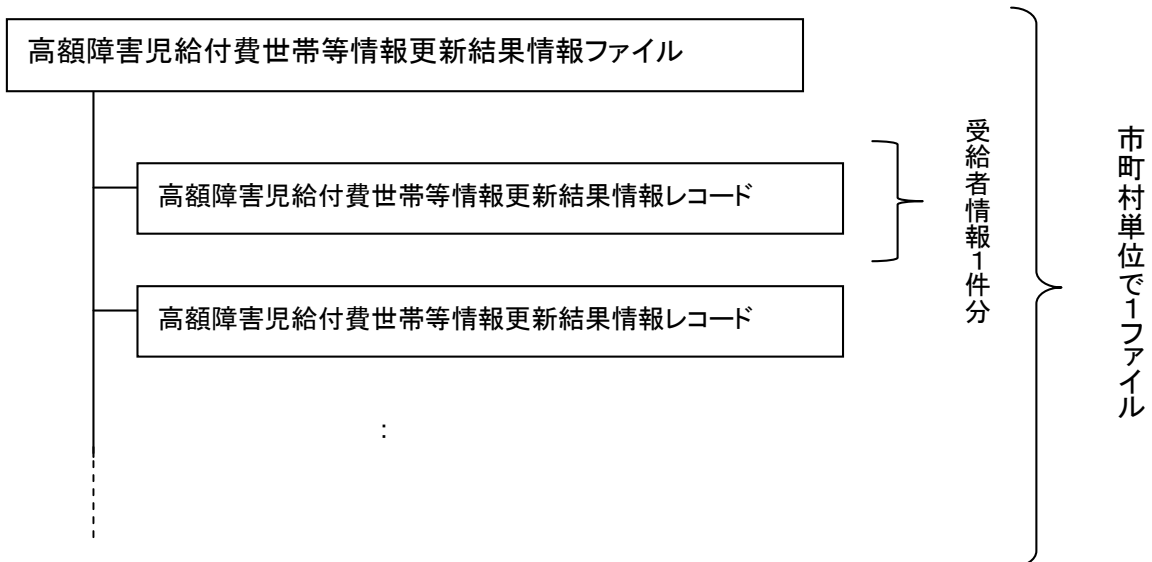 高額障害児給付費世帯等情報更新結果情報ファイル
高額障害児給付費世帯等情報更新結果情報レコード
受給者情報1件分
高額障害児給付費世帯等情報更新結果情報レコード
:
市町村単位で1ファイル